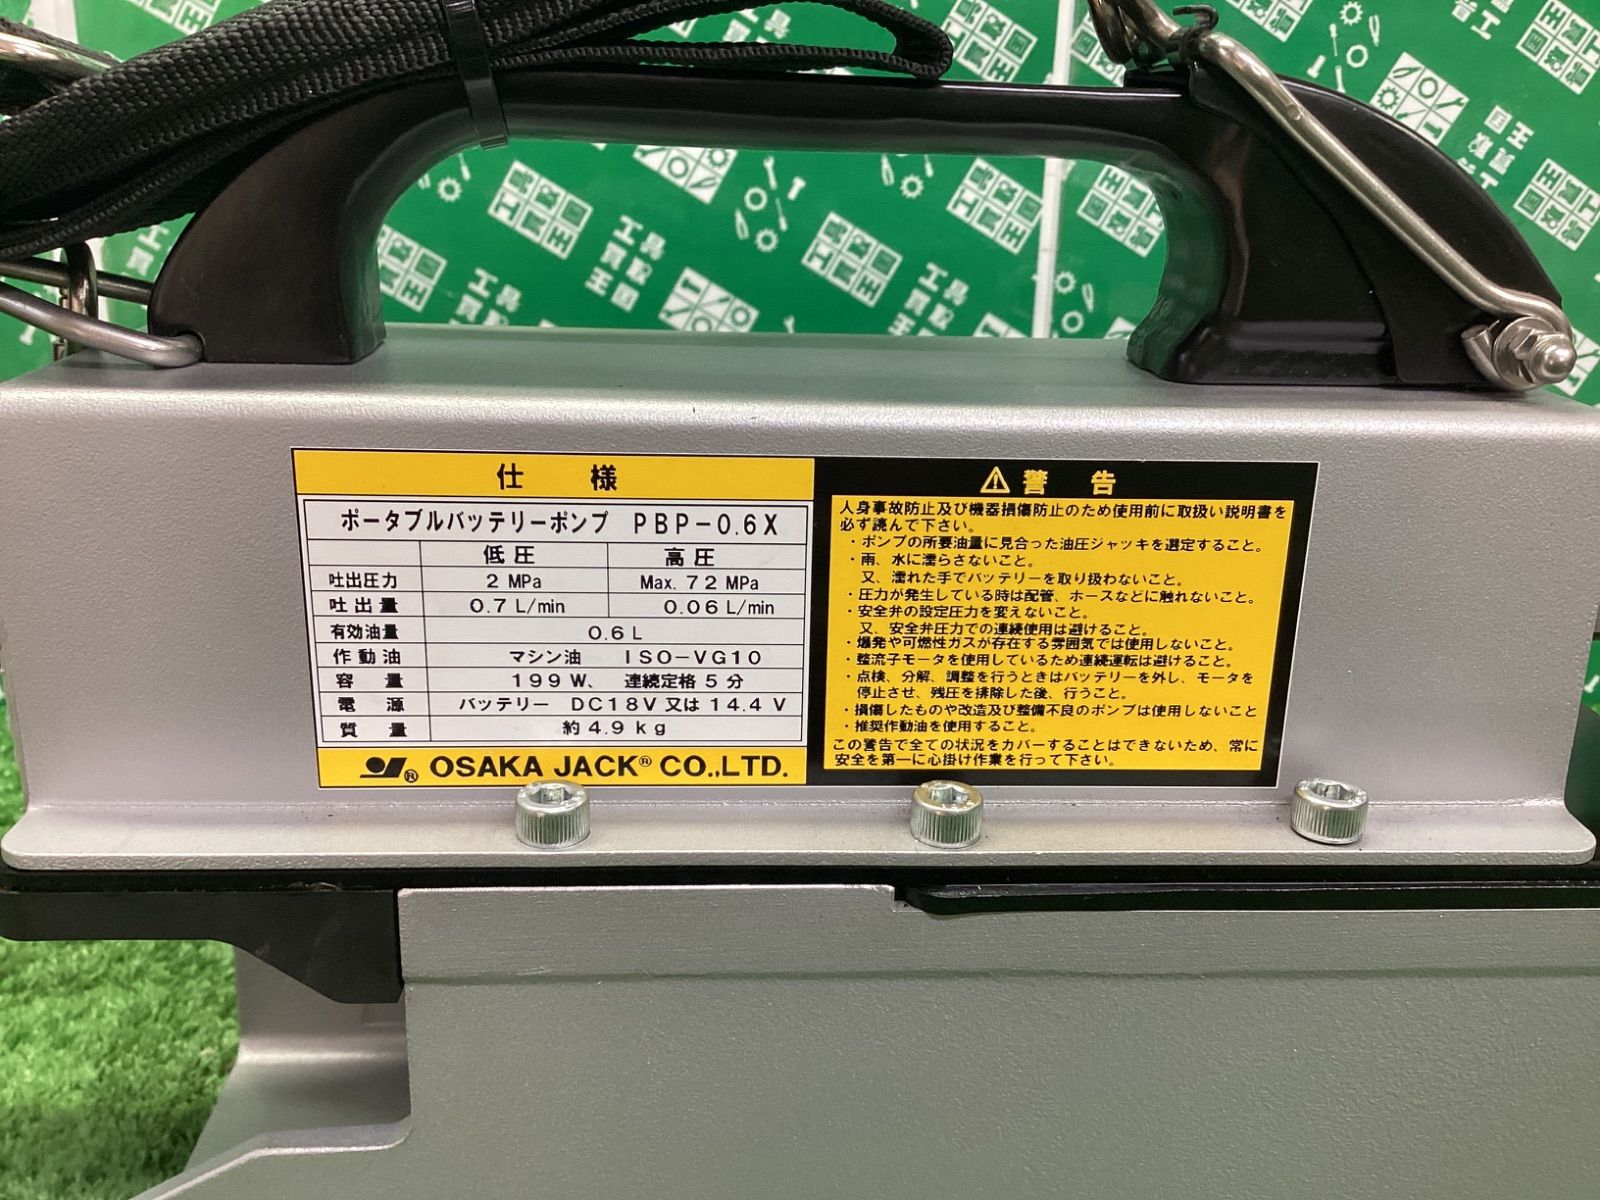 仕 様
ポータブルバッテリーポンプ PBP-0.6X
低圧 高圧
吐出圧力 2 MPa Max. 72 MPa
吐出量 0.7 L/min 0.06 L/min
有効油量 0.6 L
作動油 マシン油 ISO-VG10
容量 199 W、 連続定格 5 分
電源 バッテリー DC18V 又は 14.4 V
質量 約 4.9 kg
® OSAKA JACK® CO.,LTD.
⚠ 警 告
人身事故防止及び機器損傷防止のため使用前に取扱い説明書を
必ず読んで下さい。
・ポンプの所要油量に見合った油圧ジャッキを選定すること。
・雨、水に濡らさないこと。
又、濡れた手でバッテリーを取り扱わないこと。
・圧力が発生している時は配管、ホースなどに触れないこと。
・安全弁の設定圧力を変えないこと。
又、安全弁圧力での連続使用は避けること。
・爆発や可燃性ガスが存在する雰囲気では使用しないこと。
・整流子モータを使用しているため連続運転は避けること。
・点検、分解、調整を行うときはバッテリーを外し、モータを
停止させ、残圧を排除した後、行うこと。
・損傷したものや改造及び整備不良のポンプは使用しないこと
・推奨作動油を使用すること。
この警告で全ての状況をカバーすることはできないため、常に
安全を第一に心掛け作業を行って下さい。
工具
買取
王国
工具
買取
王国